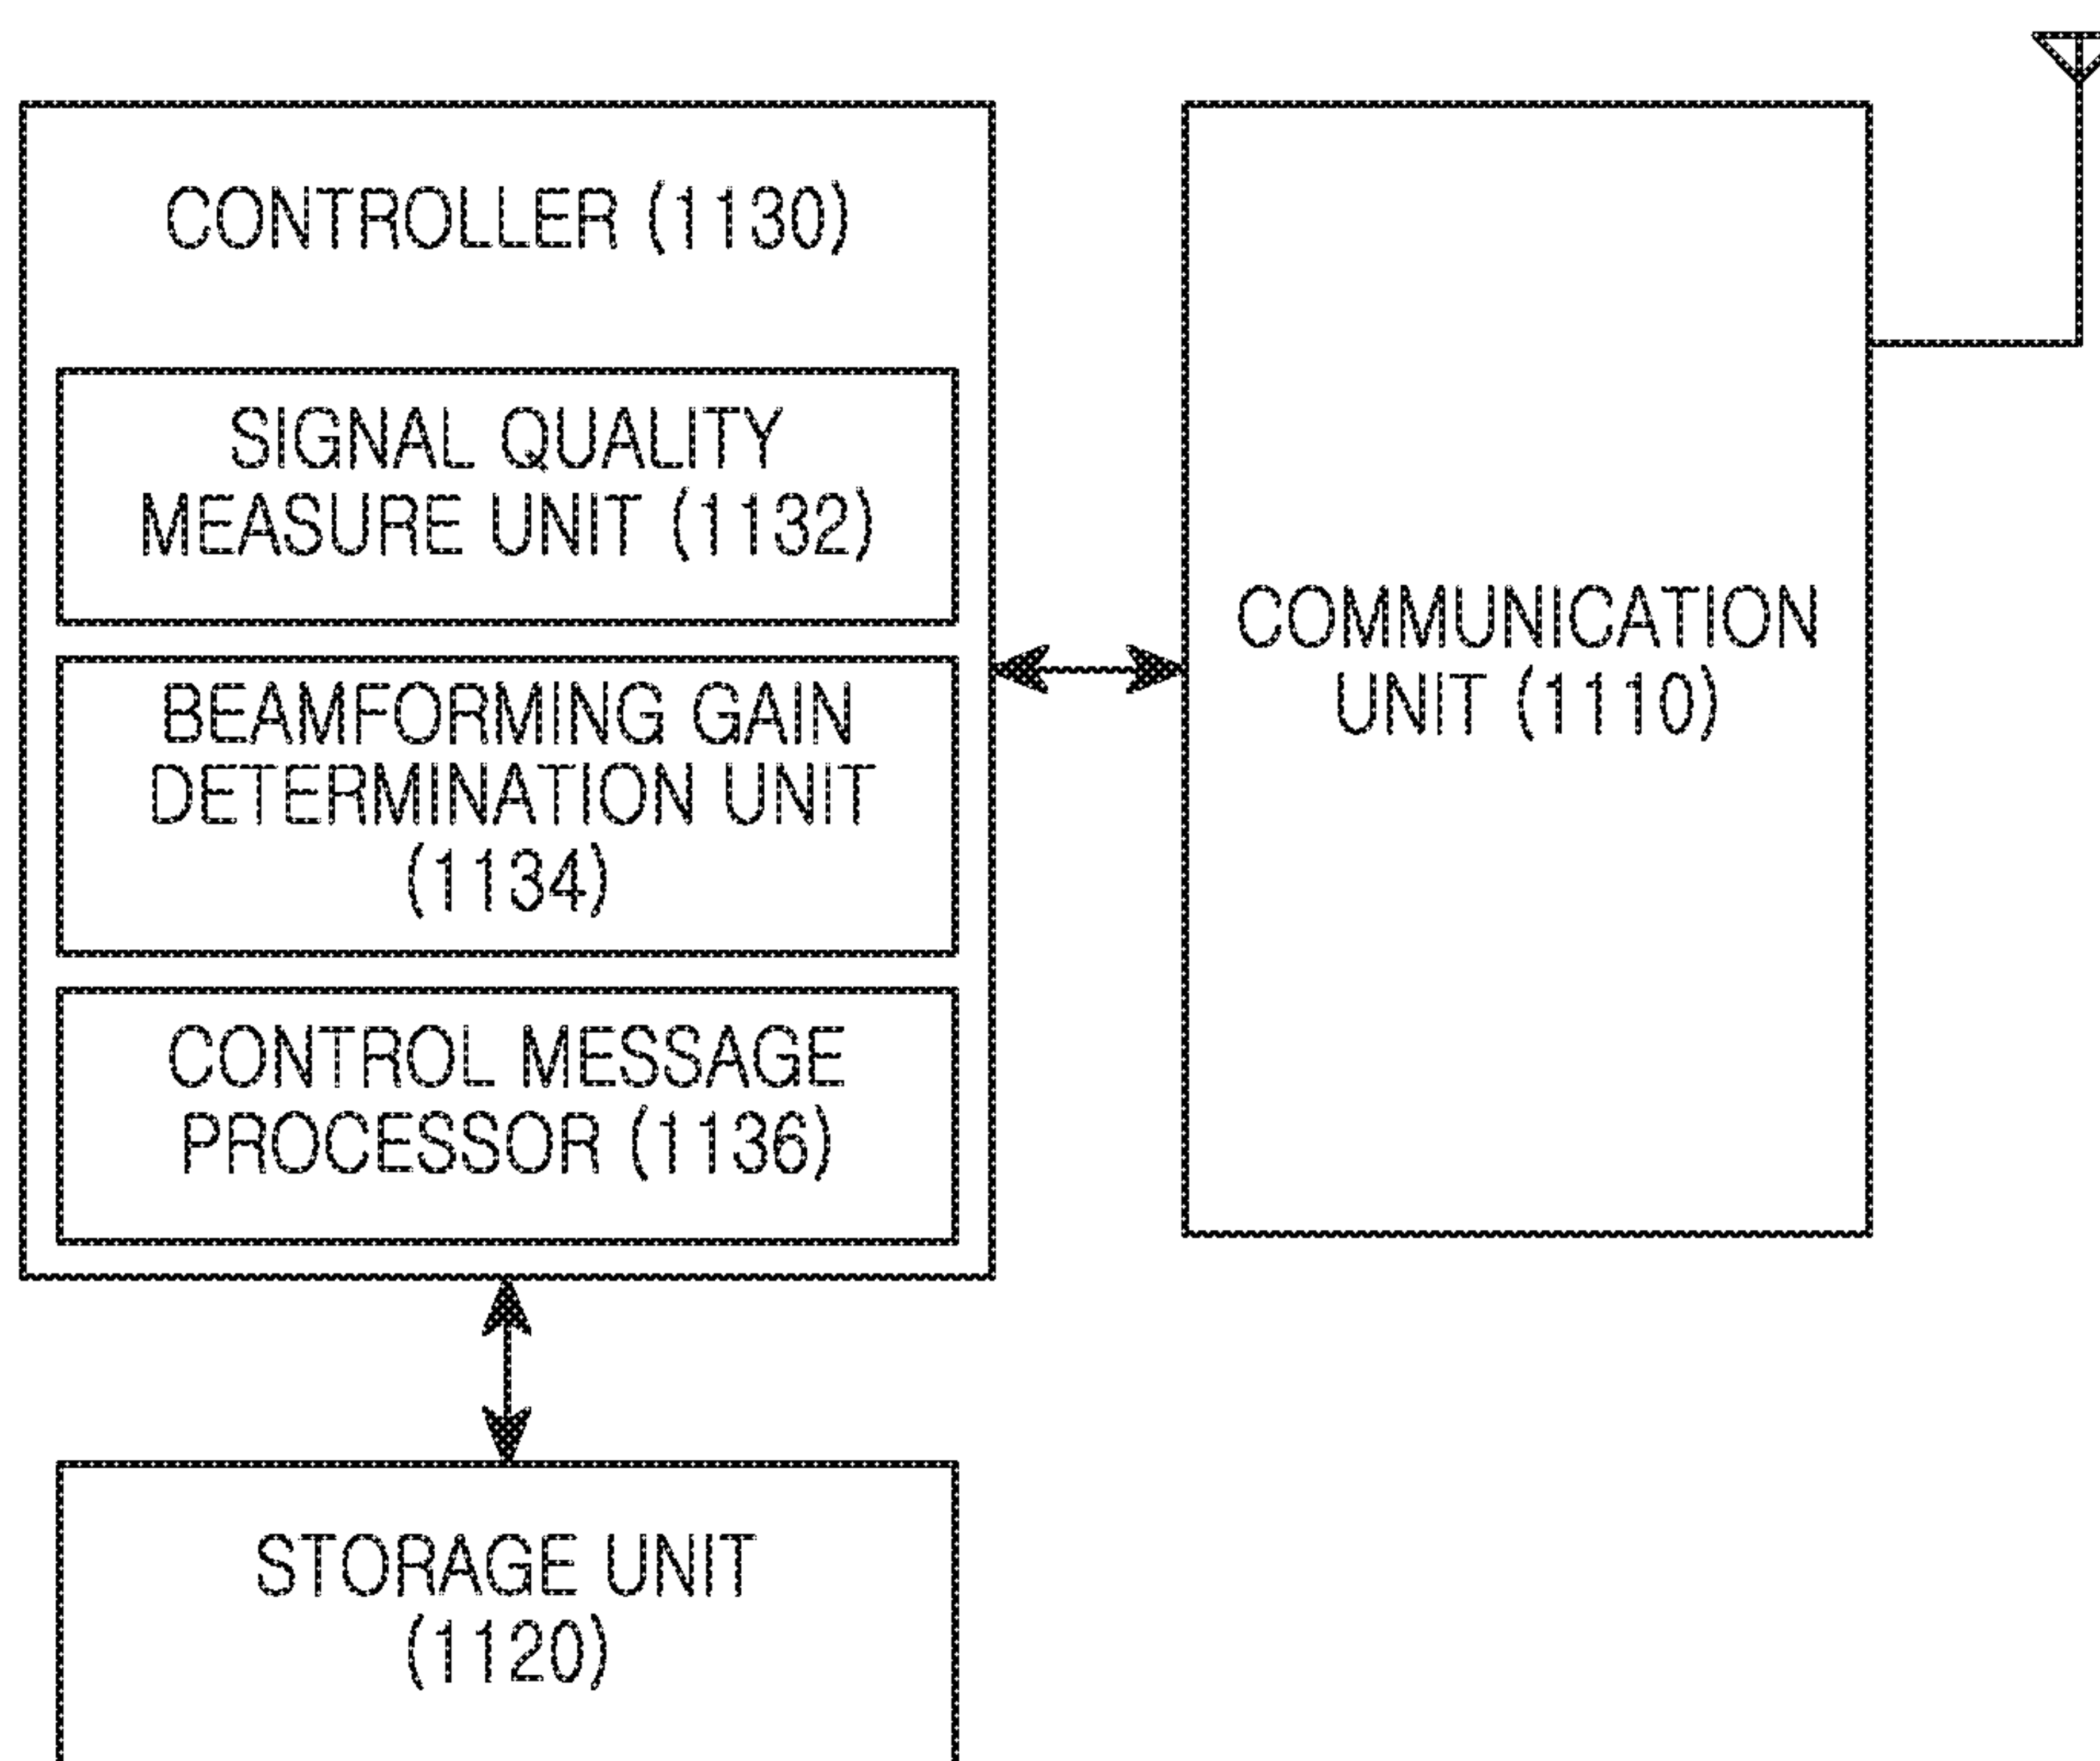 CONTROLLER (1130)
SIGNAL QUALITY
MEASURE UNIT (1132)
BEAMFORMING GAIN
DETERMINATION UNIT
(1134)
CONTROL MESSAGE
PROCESSOR (1136)
COMMUNICATION
UNIT (1110)
STORAGE UNIT
(1120)